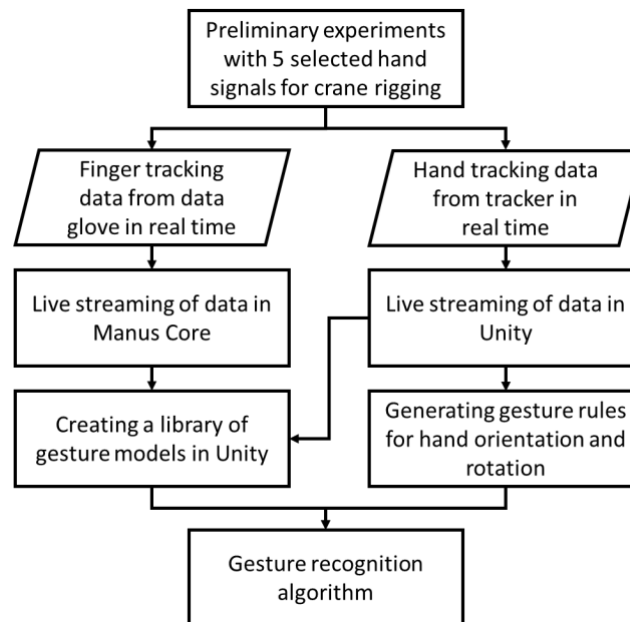 Preliminary experiments
with 5 selected hand
signals for crane rigging
Finger tracking
data from data
glove in real time
Hand tracking data
from tracker in
real time
Live streaming of data in
Manus Core
Live streaming of data in
Unity
Creating a library of
gesture models in Unity
Generating gesture rules
for hand orientation and
rotation
Gesture recognition
algorithm